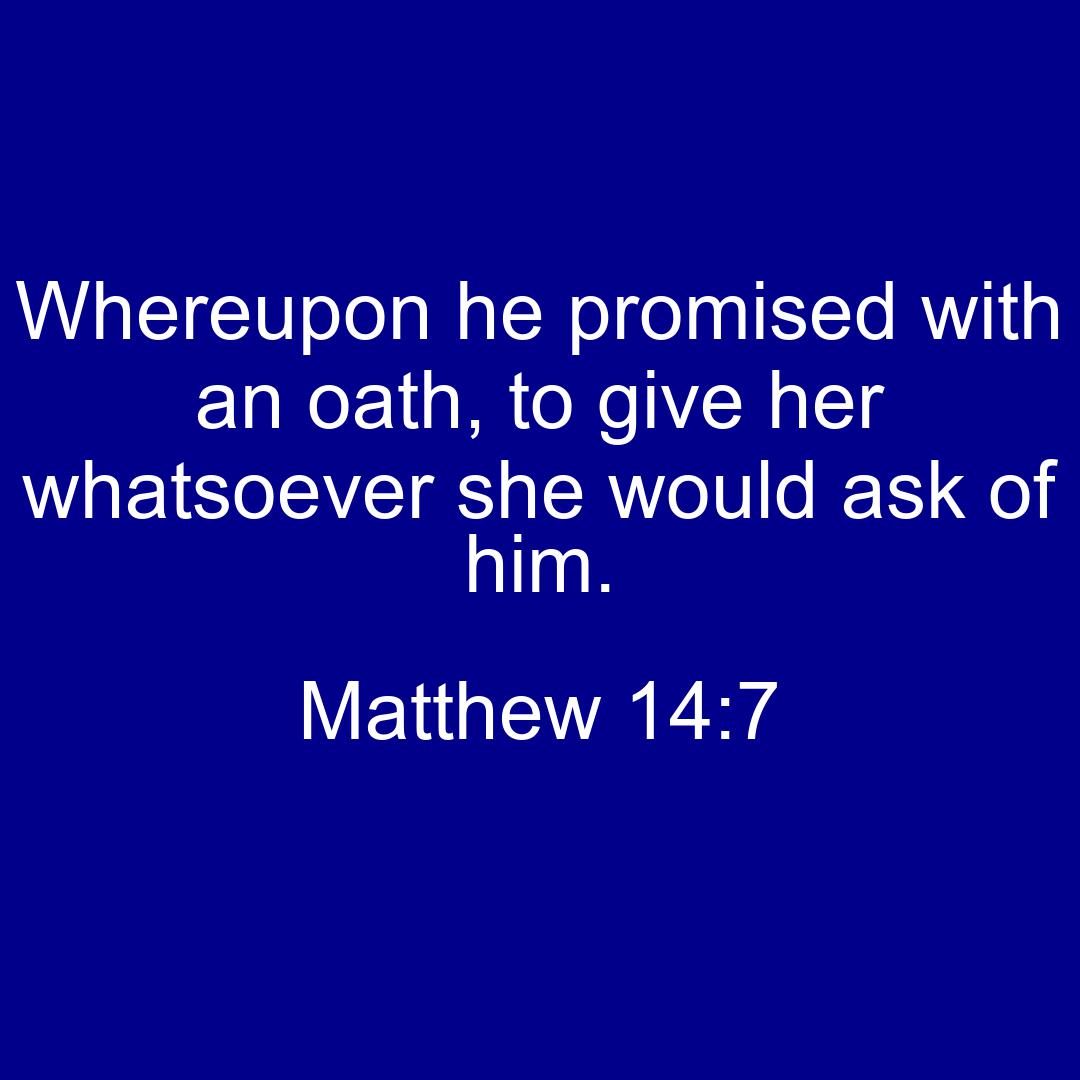 Whereupon he promised with
an oath, to give her
whatsoever she would ask of
him.
Matthew 14:7